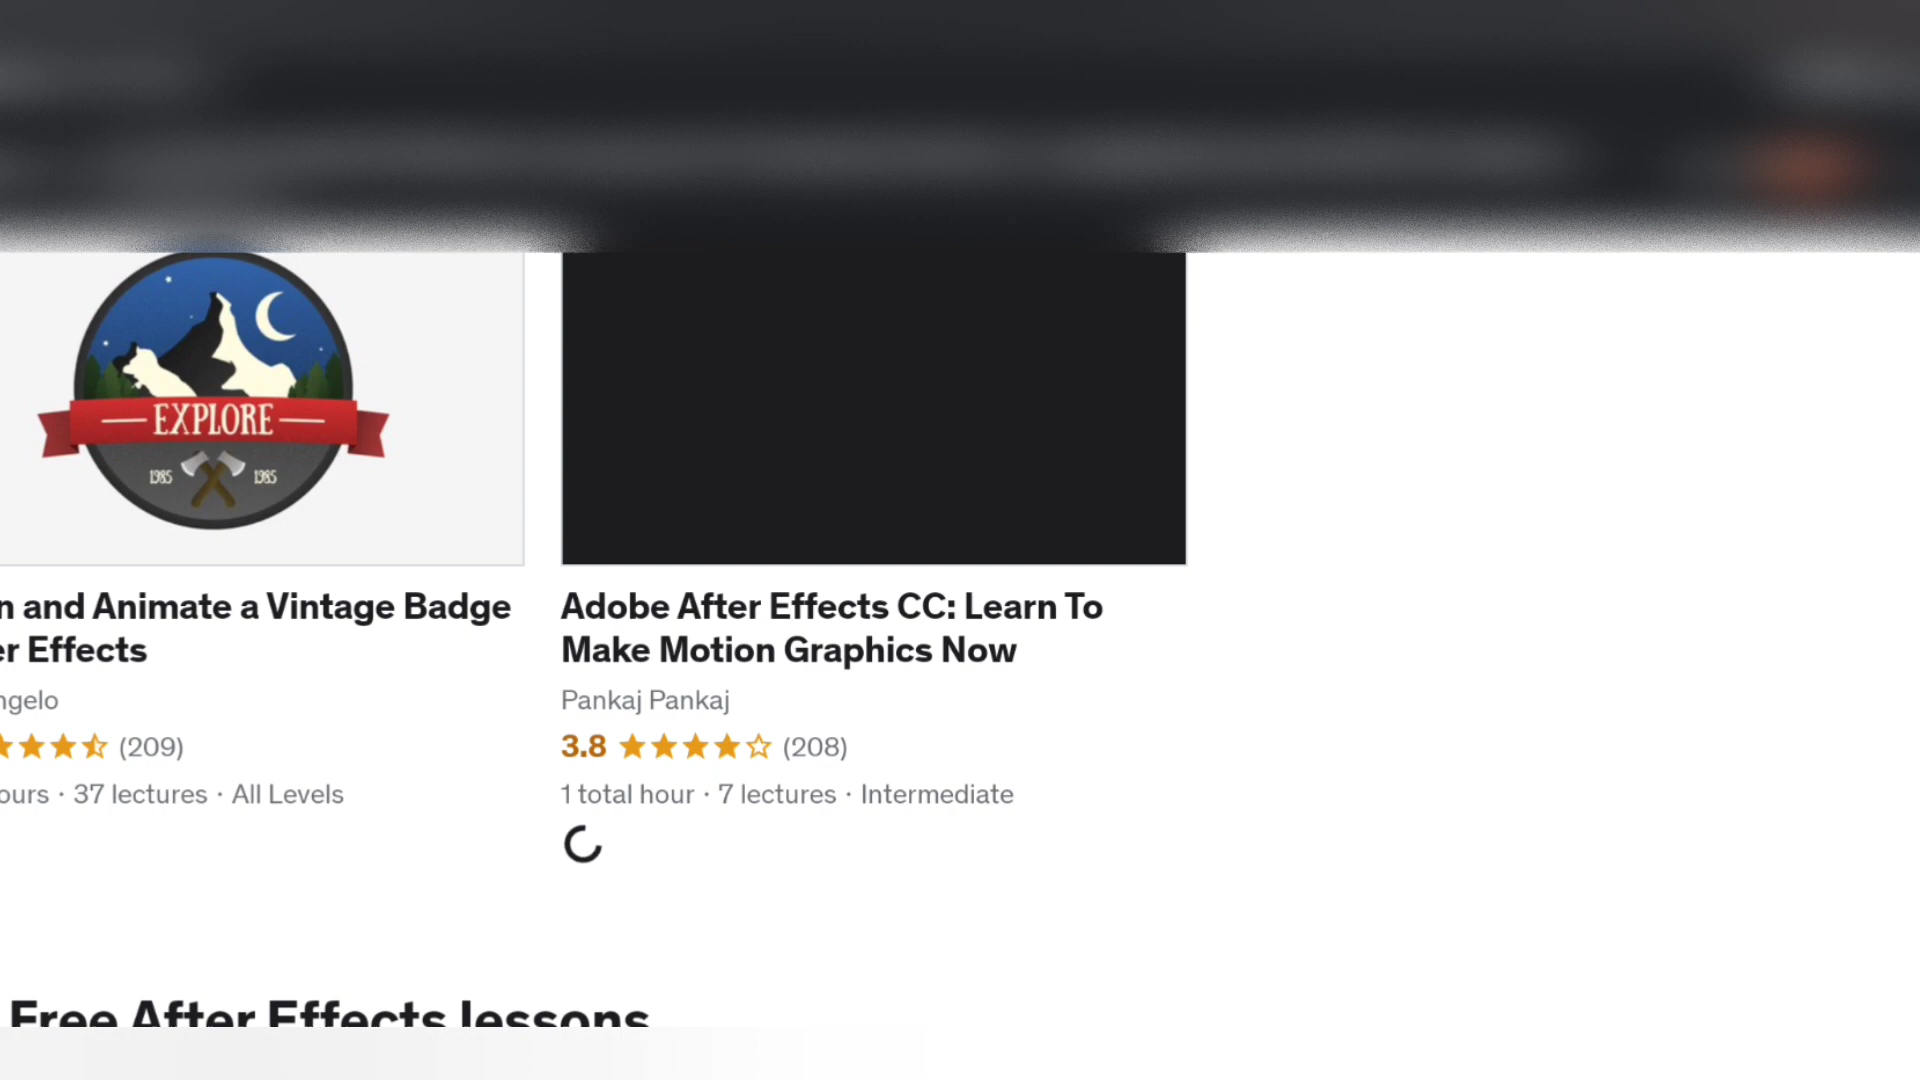 EXPLORE
1985 1985
n and Animate a Vintage Badge
er Effects
ngelo
(209)
ours · 37 lectures · All Levels
Adobe After Effects CC: Learn To
Make Motion Graphics Now
Pankaj Pankaj
3.8 (208)
1 total hour · 7 lectures · Intermediate
Free After Effects lessons